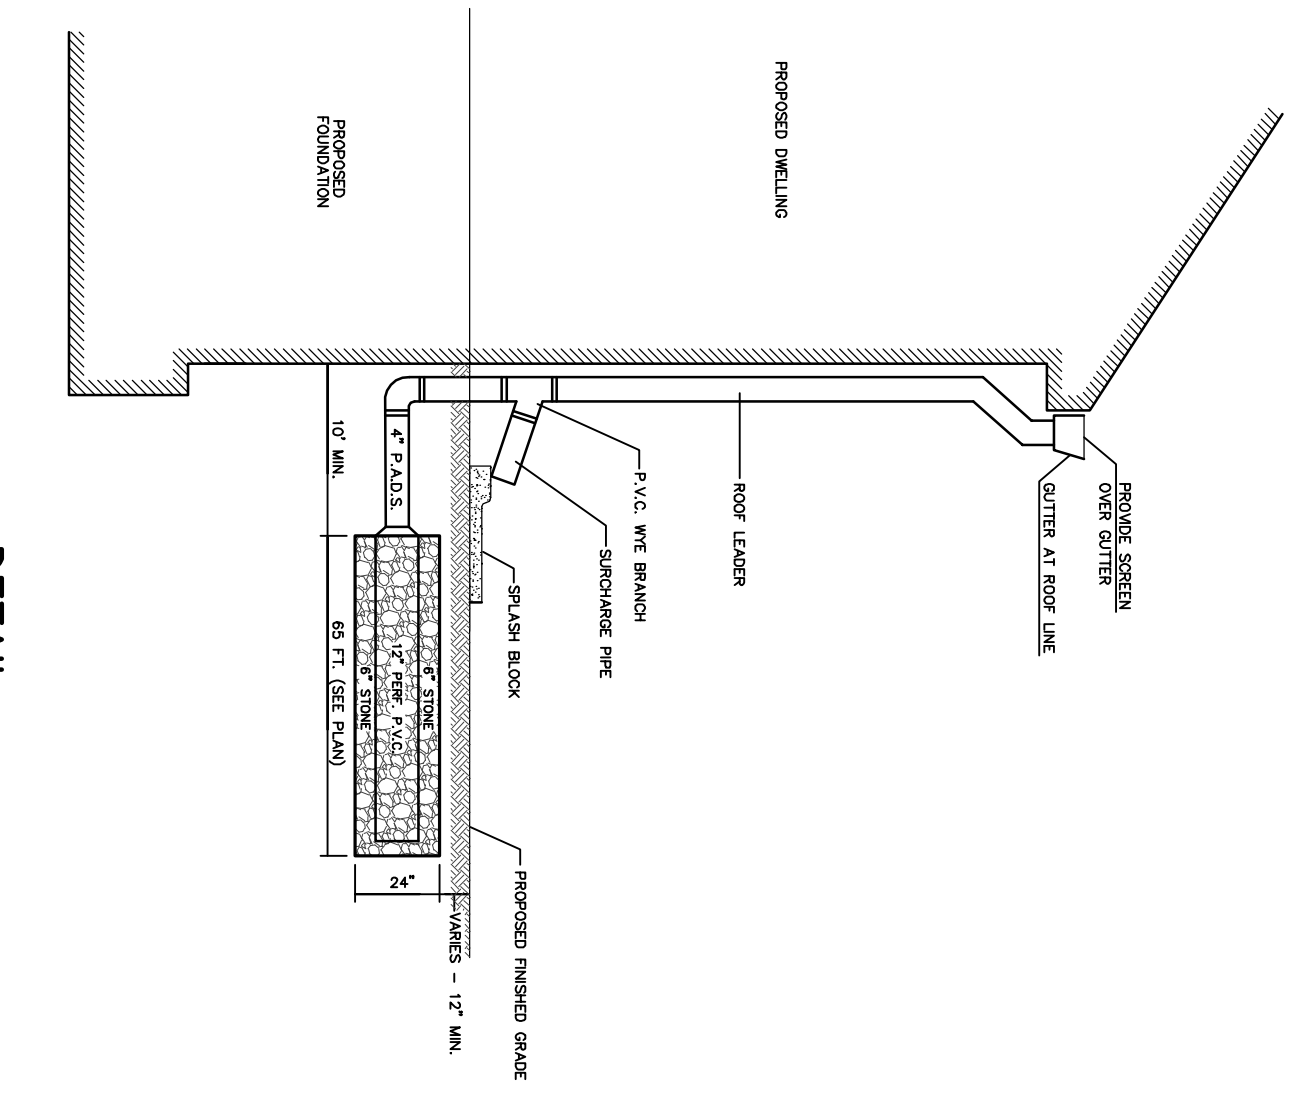 PROVIDE SCREEN
OVER GUTTER
GUTTER AT ROOF LINE
PROPOSED DWELLING
ROOF LEADER
P.V.C. WYE BRANCH
SURCHARGE PIPE
SPLASH BLOCK
PROPOSED FINISHED GRADE
VARIES - 12" MIN.
PROPOSED
FOUNDATION
4" P.A.D.S.
6" STONE
12" PERF. P.V.C.
6" STONE
24"
10' MIN.
65 FT. (SEE PLAN)